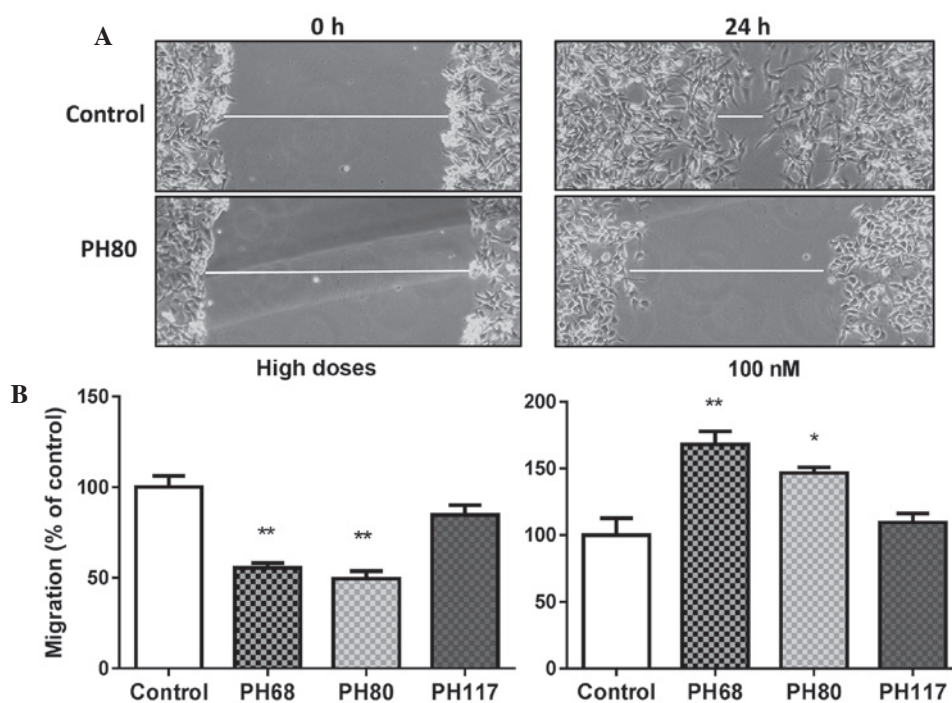 A
0 h 24 h
Control
PH80
High doses 100 nM
B
Migration (% of control)
150
100
50
0
** **
Control PH68 PH80 PH117
200
150
100
50
0
** *
Control PH68 PH80 PH117